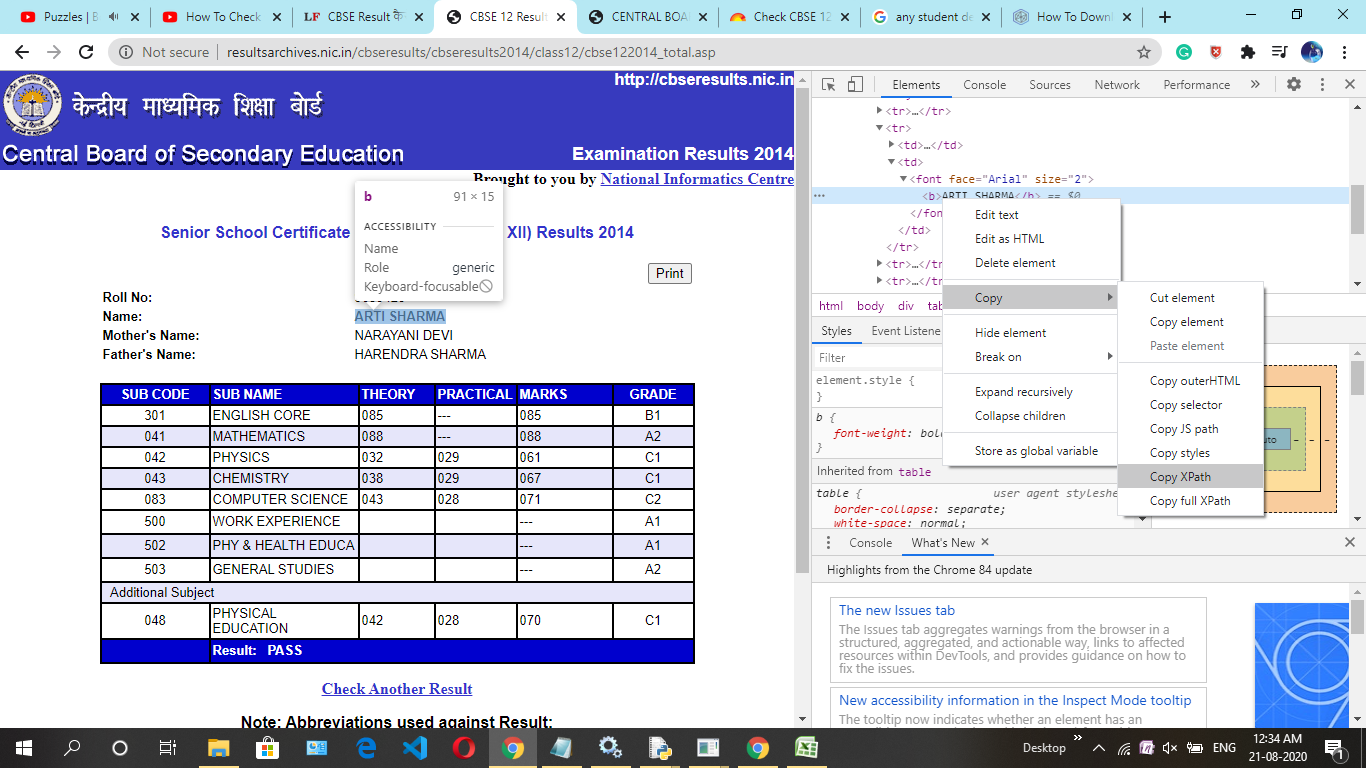 Puzzles | B
How To Check
CBSE Result के
CBSE 12 Result
CENTRAL BOA
Check CBSE 12
any student de
How To Downl
Not secure | resultsarchives.nic.in/cbseresults/cbseresults2014/class12/cbse122014_total.asp
http://cbseresults.nic.in
केन्द्रीय माध्यमिक शिक्षा बोर्ड
Central Board of Secondary Education
Examination Results 2014
Brought to you by National Informatics Centre
Senior School Certificate XII) Results 2014
b 91 × 15
ACCESSIBILITY
Name
Role generic
Keyboard-focusable
Print
Roll No:
Name: ARTI SHARMA
Mother's Name: NARAYANI DEVI
Father's Name: HARENDRA SHARMA
SUB CODE SUB NAME THEORY PRACTICAL MARKS GRADE
301 ENGLISH CORE 085 --- 085 B1
041 MATHEMATICS 088 --- 088 A2
042 PHYSICS 032 029 061 C1
043 CHEMISTRY 038 029 067 C1
083 COMPUTER SCIENCE 043 028 071 C2
500 WORK EXPERIENCE --- A1
502 PHY & HEALTH EDUCA --- A1
503 GENERAL STUDIES --- A2
Additional Subject
048 PHYSICAL EDUCATION 042 028 070 C1
Result: PASS
Check Another Result
Note: Abbreviations used against Result:
Elements Console Sources Network Performance »
<tr>…</tr>
<tr>
<td>…</td>
<td>
<font face="Arial" size="2">
<b>ARTI SHARMA</b> == $0
</fon
</td>
</tr>
<tr>…</t
<tr>…</t
html body div tab
Styles Event Listene
Filter
element.style {
}
b {
font-weight: bol
}
Inherited from table
table { user agent styleshe
border-collapse: separate;
white-space: normal;
Edit text
Edit as HTML
Delete element
Copy
Hide element
Break on
Expand recursively
Collapse children
Store as global variable
Cut element
Copy element
Paste element
Copy outerHTML
Copy selector
Copy JS path
Copy styles
Copy XPath
Copy full XPath
uto – – –
Console What's New
Highlights from the Chrome 84 update
The new Issues tab
The Issues tab aggregates warnings from the browser in a
structured, aggregated, and actionable way, links to affected
resources within DevTools, and provides guidance on how to
fix the issues.
New accessibility information in the Inspect Mode tooltip
The tooltip now indicates whether an element has an
Desktop » ENG 12:34 AM
21-08-2020
1